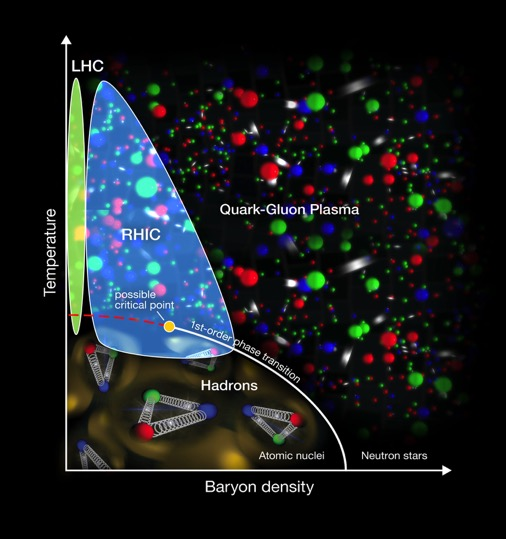 LHC
Temperature
Quark-Gluon Plasma
RHIC
possible
critical point
1st-order phase transition
Hadrons
Atomic nuclei
Neutron stars
Baryon density